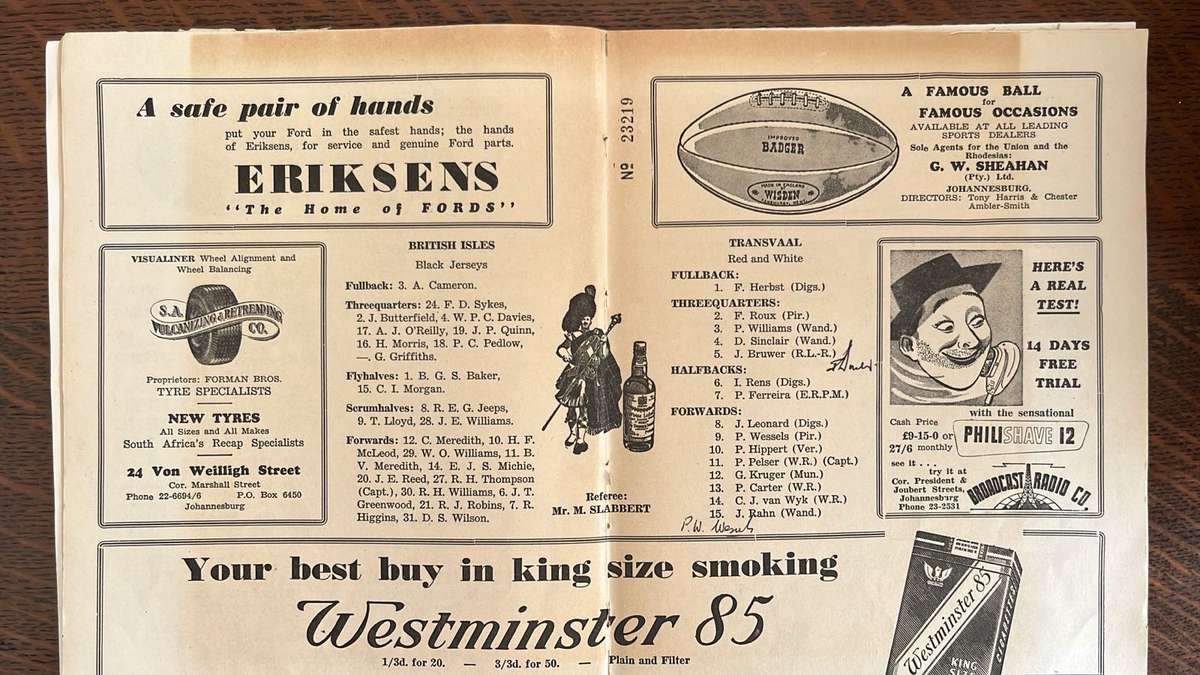 A safe pair of hands
put your Ford in the safest hands; the hands
of Eriksens, for service and genuine Ford parts.
ERIKSENS
"The Home of FORDS"
No 23219
IMPROVED
BADGER
MADE IN ENGLAND
WISDEN
A FAMOUS BALL
for
FAMOUS OCCASIONS
AVAILABLE AT ALL LEADING
SPORTS DEALERS
Sole Agents for the Union and the
Rhodesias:
G. W. SHEAHAN
(Pty.) Ltd.
JOHANNESBURG,
DIRECTORS: Tony Harris & Chester
Ambler-Smith
VISUALINER Wheel Alignment and
Wheel Balancing
S.A.
VULCANIZING & RETREADING
CO.
Proprietors: FORMAN BROS.
TYRE SPECIALISTS
NEW TYRES
All Sizes and All Makes
South Africa's Recap Specialists
24 Von Weilligh Street
Cor. Marshall Street
Phone 22-6694/6 P.O. Box 6450
Johannesburg
BRITISH ISLES
Black Jerseys
Fullback: 3. A. Cameron.
Threequarters: 24. F. D. Sykes,
2. J. Butterfield, 4. W. P. C. Davies,
17. A. J. O'Reilly, 19. J. P. Quinn,
16. H. Morris, 18. P. C. Pedlow,
—. G. Griffiths.
Flyhalves: 1. B. G. S. Baker,
15. C. I. Morgan.
Scrumhalves: 8. R. E. G. Jeeps,
9. T. Lloyd, 28. J. E. Williams.
Forwards: 12. C. Meredith, 10. H. F.
McLeod, 29. W. O. Williams, 11. B.
V. Meredith, 14. E. J. S. Michie,
20. J. E. Reed, 27. R. H. Thompson
(Capt.), 30. R. H. Williams, 6. J. T.
Greenwood, 21. R. J. Robins, 7. R.
Higgins, 31. D. S. Wilson.
Referee:
Mr. M. SLABBERT
TRANSVAAL
Red and White
FULLBACK:
1. F. Herbst (Digs.)
THREEQUARTERS:
2. F. Roux (Pir.)
3. P. Williams (Wand.)
4. D. Sinclair (Wand.)
5. J. Bruwer (R.L.-R.)
HALFBACKS:
6. I. Rens (Digs.)
7. P. Ferreira (E.R.P.M.)
FORWARDS:
8. J. Leonard (Digs.)
9. P. Wessels (Pir.)
10. P. Hippert (Ver.)
11. P. Pelser (W.R.) (Capt.)
12. G. Kruger (Mun.)
13. P. Carter (W.R.)
14. C. J. van Wyk (W.R.)
15. J. Rahn (Wand.)
P.W. Wessels
HERE'S
A REAL
TEST!
14 DAYS
FREE
TRIAL
with the sensational
Cash Price
£9-15-0 or
27/6 monthly
PHILISHAVE 12
see it . . .
try it at
Cor. President &
Joubert Streets,
Johannesburg
Phone 23-2531
BROADCAST RADIO CO.
Your best buy in king size smoking
Westminster 85
1/3d. for 20. — 3/3d. for 50. — Plain and Filter
Westminster 85
CIGARETTES
KING
SIZE